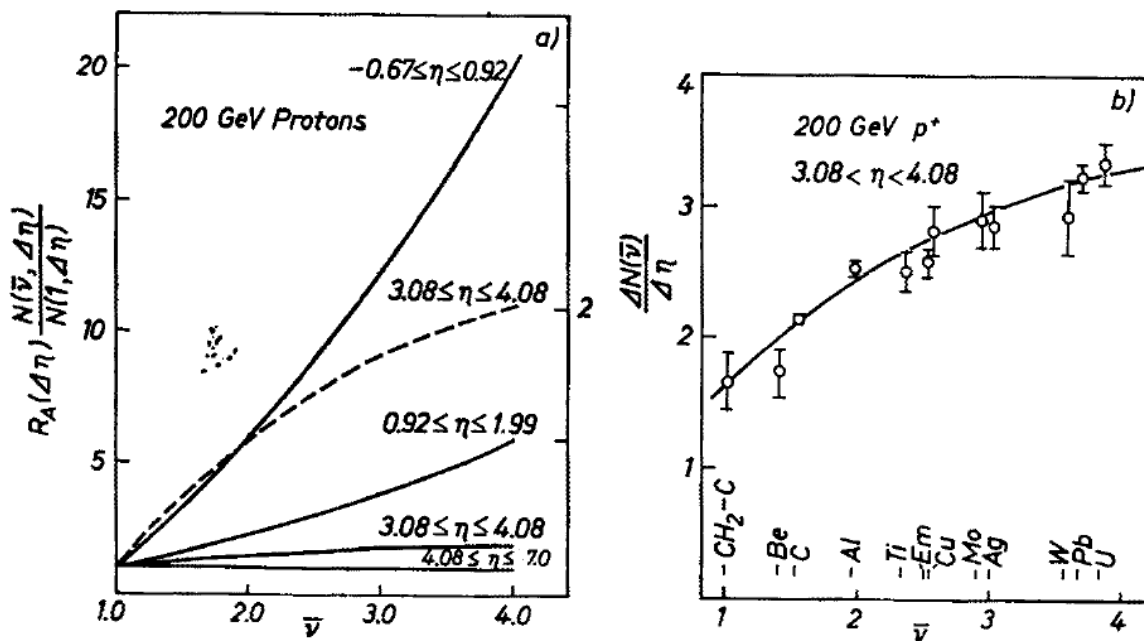 a)
20
-0.67≤η≤0.92
200 GeV Protons
15
R_A(Δη) N(ν̄, Δη) / N(1, Δη)
3.08≤η≤4.08
2
10
0.92≤η≤1.99
5
3.08≤η≤4.08
4.08≤η≤7.0
1.0 2.0 3.0 4.0
ν̄
b)
4
200 GeV p⁺
3.08<η<4.08
3
ΔN(ν̄) / Δη
2
1
-CH₂-C
-Be
-C
-Al
-Ti
=Em
Cu
-Mo
-Ag
-W
-Pb
-U
1 2 3 4
ν̄